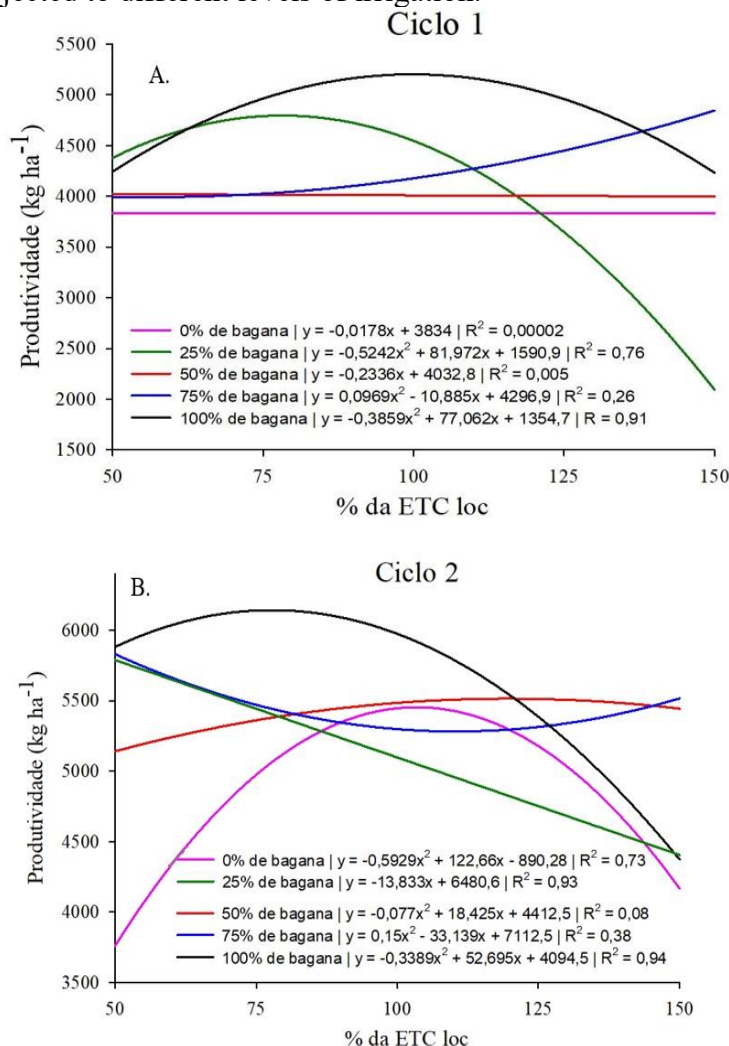 jected to different levels of irrigation.
Ciclo 1
A.
Produtividade (kg ha⁻¹)
5500
5000
4500
4000
3500
3000
2500
2000
1500
0% de bagana | y = -0,0178x + 3834 | R² = 0,00002
25% de bagana | y = -0,5242x² + 81,972x + 1590,9 | R² = 0,76
50% de bagana | y = -0,2336x + 4032,8 | R² = 0,005
75% de bagana | y = 0,0969x² - 10,885x + 4296,9 | R² = 0,26
100% de bagana | y = -0,3859x² + 77,062x + 1354,7 | R = 0,91
50 75 100 125 150
% da ETC loc
Ciclo 2
B.
Produtividade (kg ha⁻¹)
6000
5500
5000
4500
4000
3500
0% de bagana | y = -0,5929x² + 122,66x - 890,28 | R² = 0,73
25% de bagana | y = -13,833x + 6480,6 | R² = 0,93
50% de bagana | y = -0,077x² + 18,425x + 4412,5 | R² = 0,08
75% de bagana | y = 0,15x² - 33,139x + 7112,5 | R² = 0,38
100% de bagana | y = -0,3389x² + 52,695x + 4094,5 | R² = 0,94
50 75 100 125 150
% da ETC loc